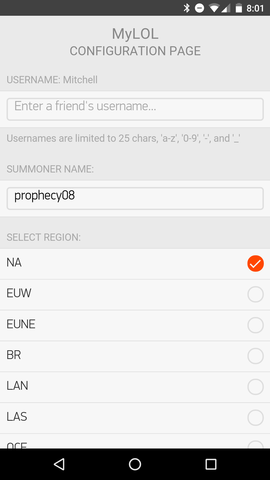 8:01
MyLOL
CONFIGURATION PAGE
USERNAME: Mitchell
Enter a friend's username...
Usernames are limited to 25 chars, 'a-z', '0-9', '-', and '_'
SUMMONER NAME:
prophecy08
SELECT REGION:
NA
EUW
EUNE
BR
LAN
LAS
OCE